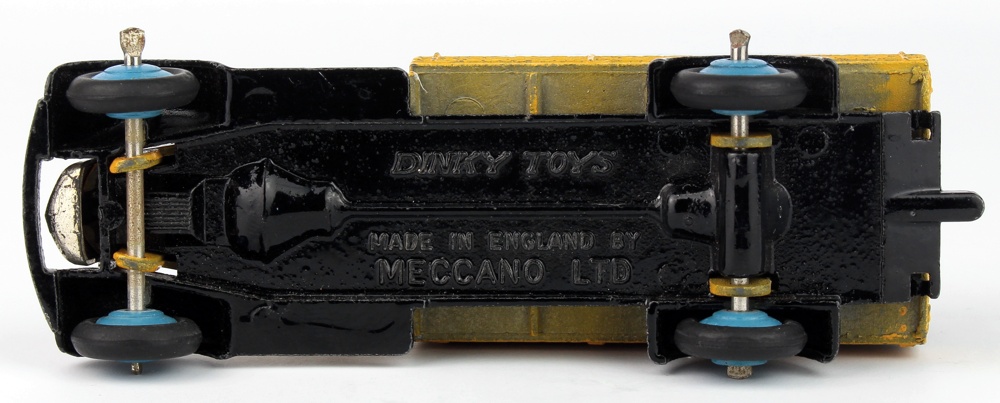 DINKY TOYS
MADE IN ENGLAND BY
MECCANO LTD